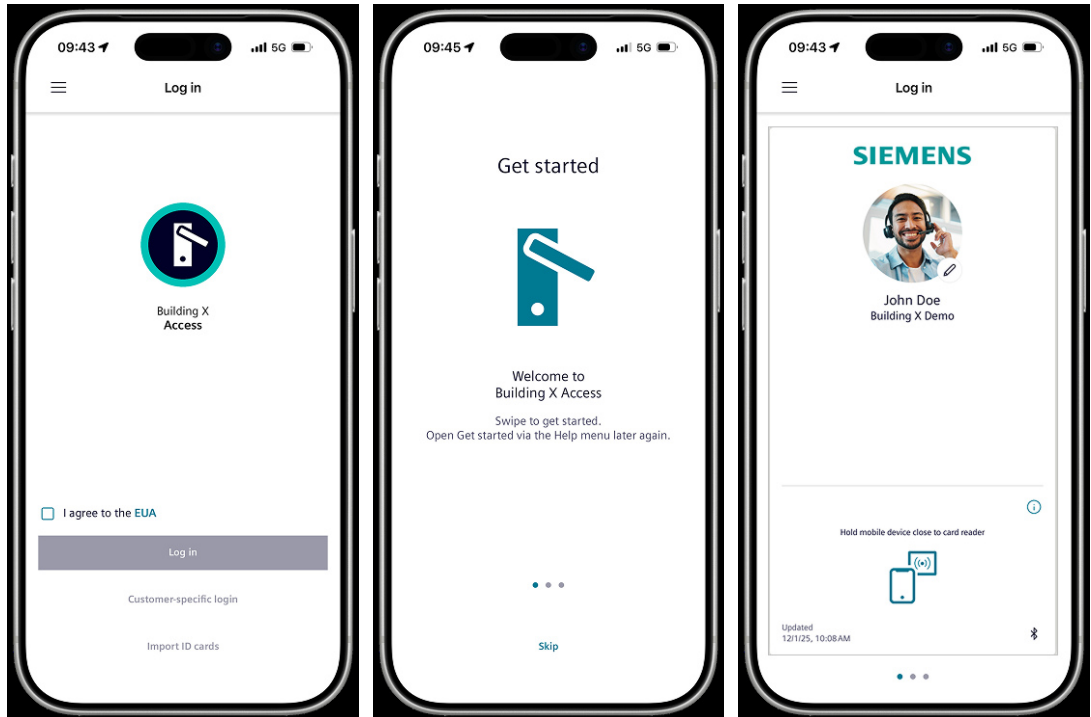 09:43
5G
Log in
Building X
Access
I agree to the EUA
Log in
Customer-specific login
Import ID cards
09:45
5G
Get started
Welcome to
Building X Access
Swipe to get started.
Open Get started via the Help menu later again.
Skip
09:43
5G
Log in
SIEMENS
John Doe
Building X Demo
Hold mobile device close to card reader
Updated
12/1/25, 10:08AM